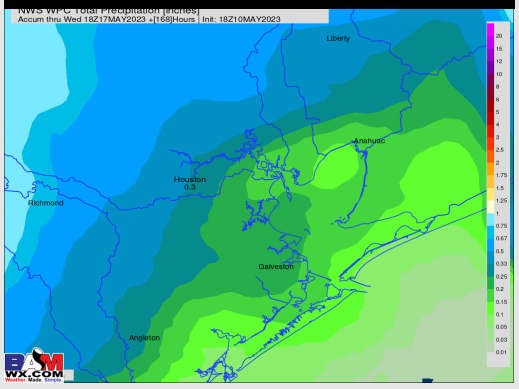 NWS WPC Total Precipitation [inches]
Accum thru Wed 18Z17MAY2023 +[168]Hours | Init: 18Z10MAY2023
Liberty
Anahuac
Houston
0.3
Richmond
Galveston
Angleton
20
15
12
10
8
6
5
4
3
2.5
2
1.75
1.5
1.25
1
0.75
0.67
0.5
0.33
0.25
0.2
0.15
0.1
0.05
0.03
0.01
BAM
WX.COM
Weather. Made. Simple.